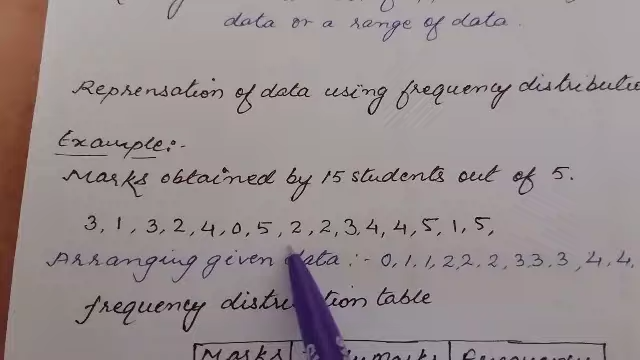 data or a range of data.
Reprensation of data using frequency distributio
Example:-
Marks obtained by 15 students out of 5.
3, 1, 3, 2, 4, 0, 5, 2, 2, 3, 4, 4, 5, 1, 5,
Arranging given data :- 0, 1, 1, 2, 2, 2, 3, 3, 3, 4, 4,
frequency distribution table
Marks